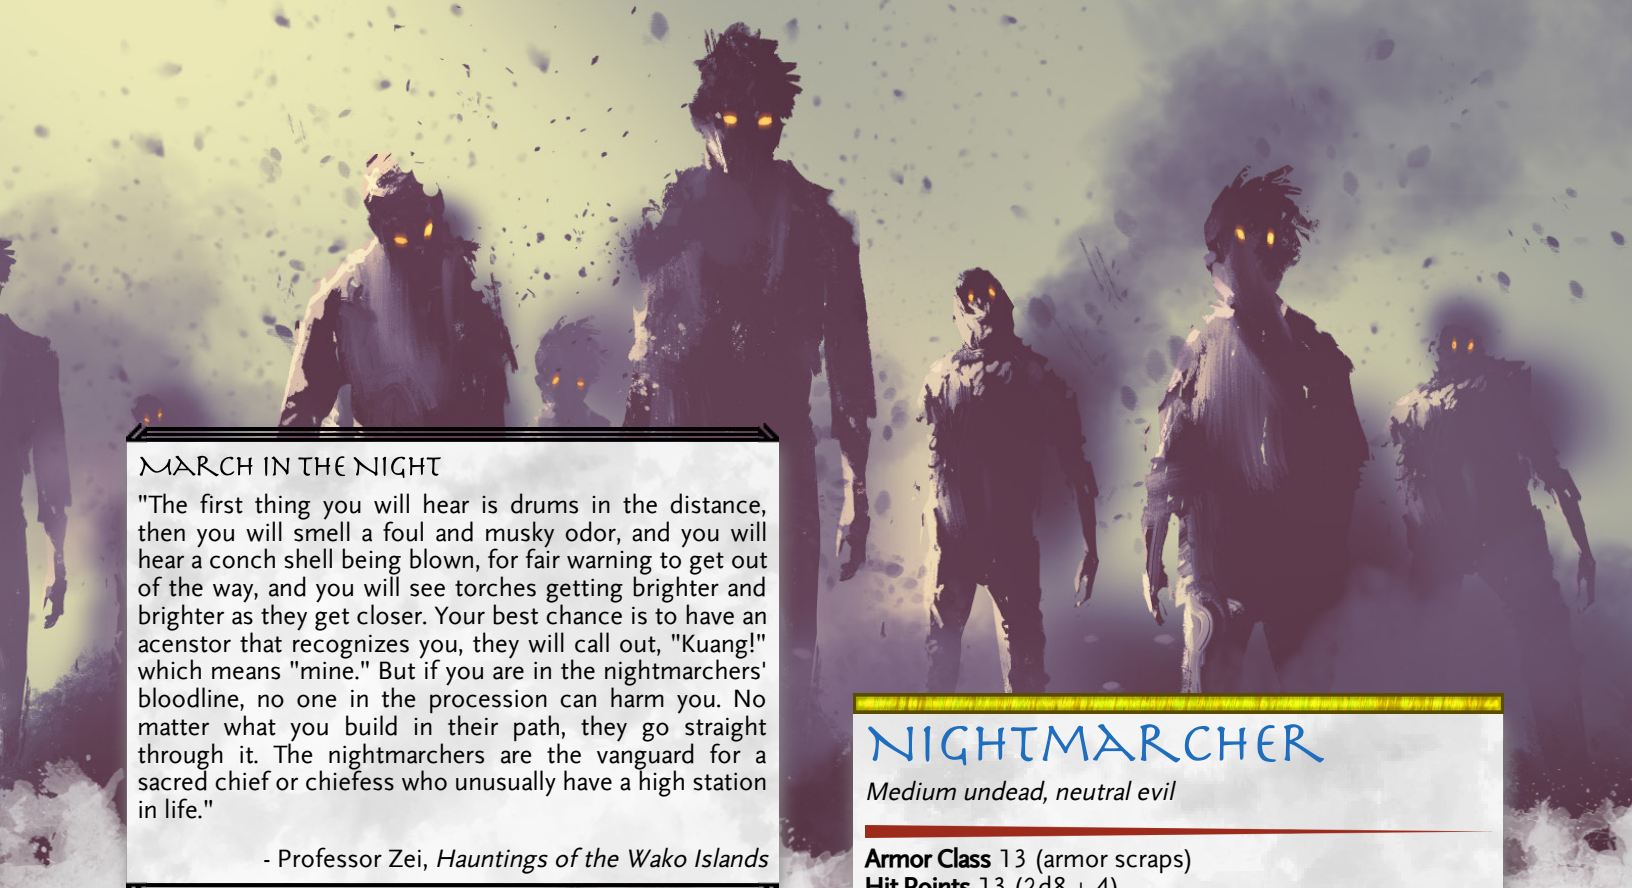 MARCH IN THE NIGHT
"The first thing you will hear is drums in the distance,
then you will smell a foul and musky odor, and you will
hear a conch shell being blown, for fair warning to get out
of the way, and you will see torches getting brighter and
brighter as they get closer. Your best chance is to have an
acenstor that recognizes you, they will call out, "Kuang!"
which means "mine." But if you are in the nightmarchers'
bloodline, no one in the procession can harm you. No
matter what you build in their path, they go straight
through it. The nightmarchers are the vanguard for a
sacred chief or chiefess who unusually have a high station
in life."
- Professor Zei, Hauntings of the Wako Islands
NIGHTMARCHER
Medium undead, neutral evil
Armor Class 13 (armor scraps)
Hit Points 13 (2d8 + 4)